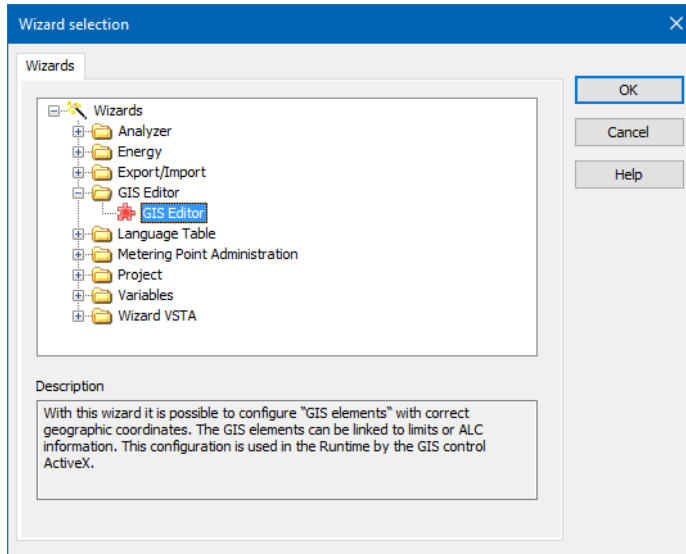 Wizard selection
Wizards
OK
Cancel
Help
Wizards
Analyzer
Energy
Export/Import
GIS Editor
GIS Editor
Language Table
Metering Point Administration
Project
Variables
Wizard VSTA
Description
With this wizard it is possible to configure "GIS elements" with correct
geographic coordinates. The GIS elements can be linked to limits or ALC
information. This configuration is used in the Runtime by the GIS control
ActiveX.